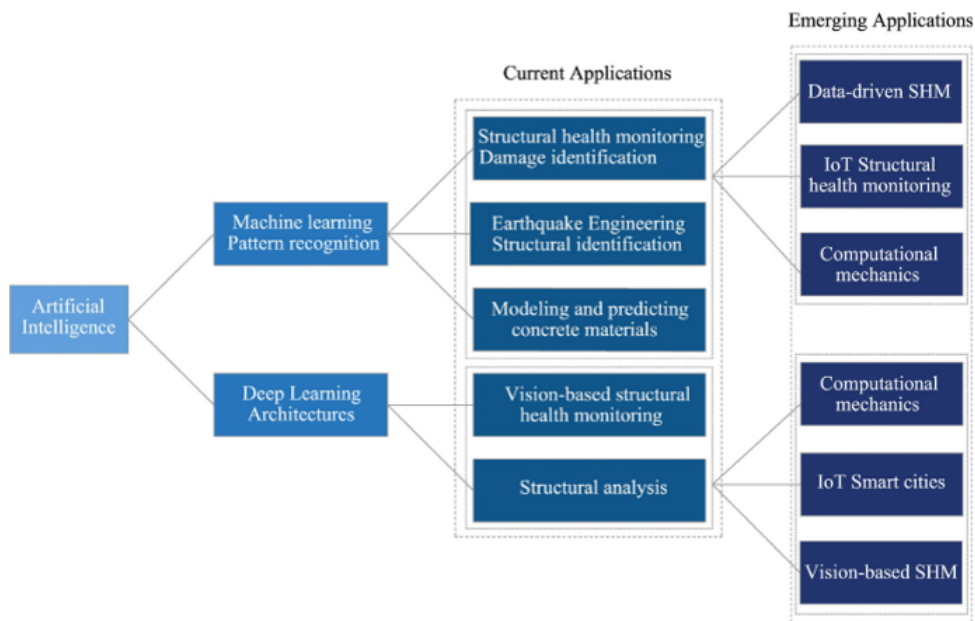 Emerging Applications
Current Applications
Data-driven SHM
Structural health monitoring
Damage identification
IoT Structural
health monitoring
Machine learning
Pattern recognition
Earthquake Engineering
Structural identification
Computational
mechanics
Artificial
Intelligence
Modeling and predicting
concrete materials
Deep Learning
Architectures
Vision-based structural
health monitoring
Computational
mechanics
Structural analysis
IoT Smart cities
Vision-based SHM